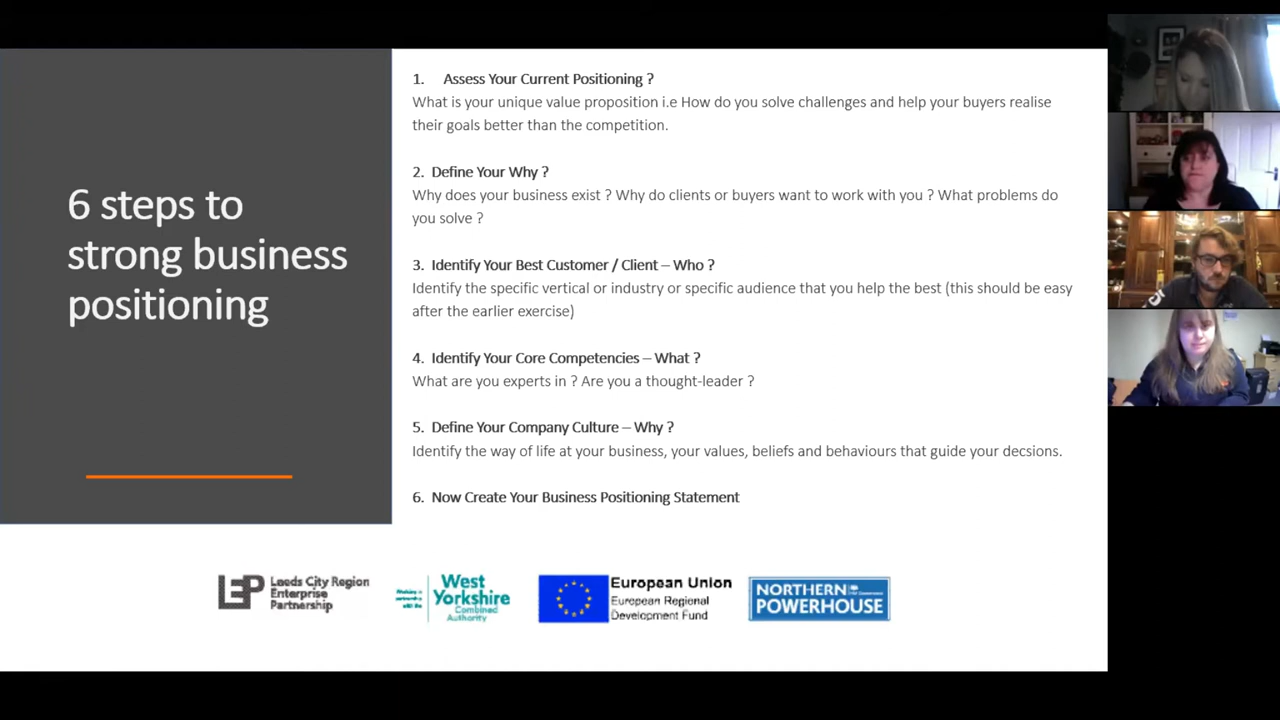 6 steps to
strong business
positioning
1. Assess Your Current Positioning ?
What is your unique value proposition i.e How do you solve challenges and help your buyers realise
their goals better than the competition.
2. Define Your Why ?
Why does your business exist ? Why do clients or buyers want to work with you ? What problems do
you solve ?
3. Identify Your Best Customer / Client – Who ?
Identify the specific vertical or industry or specific audience that you help the best (this should be easy
after the earlier exercise)
4. Identify Your Core Competencies – What ?
What are you experts in ? Are you a thought-leader ?
5. Define Your Company Culture – Why ?
Identify the way of life at your business, your values, beliefs and behaviours that guide your decsions.
6. Now Create Your Business Positioning Statement
LEP
Leeds City Region
Enterprise
Partnership
West
Yorkshire
Combined
Authority
European Union
European Regional
Development Fund
NORTHERN
POWERHOUSE